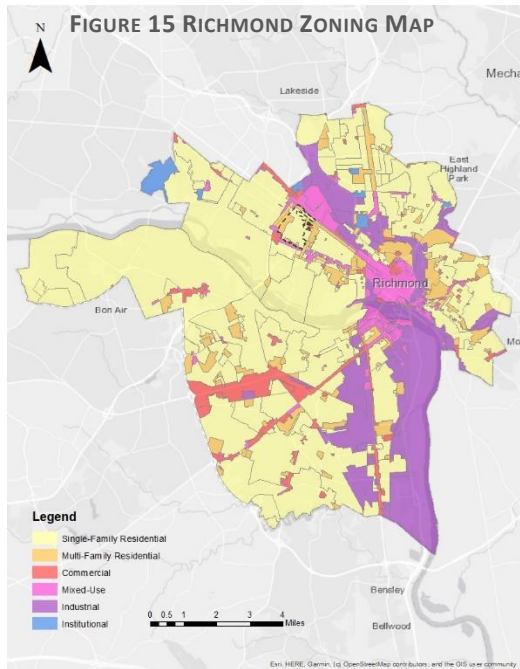 FIGURE 15 RICHMOND ZONING MAP
N
Lakeside
East
Highland
Park
Bon Air
Richmond
Legend
Single-Family Residential
Multi-Family Residential
Commercial
Mixed-Use
Industrial
Institutional
0 0.5 1 2 3 4
Miles
Bensley
Bellwood
Esri, HERE, Garmin, (c) OpenStreetMap contributors, and the GIS user community